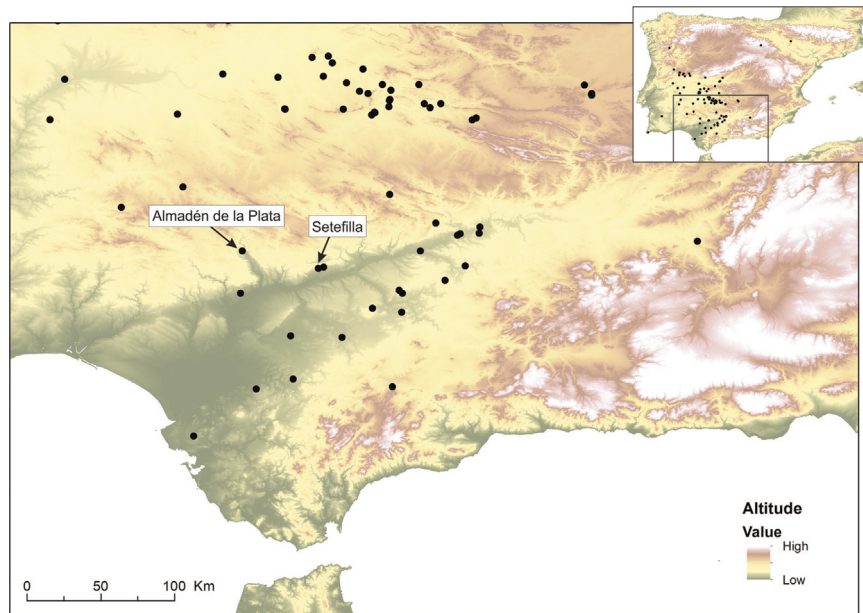 Almadén de la Plata
Setefilla
Altitude
Value
High
Low
0 50 100 Km